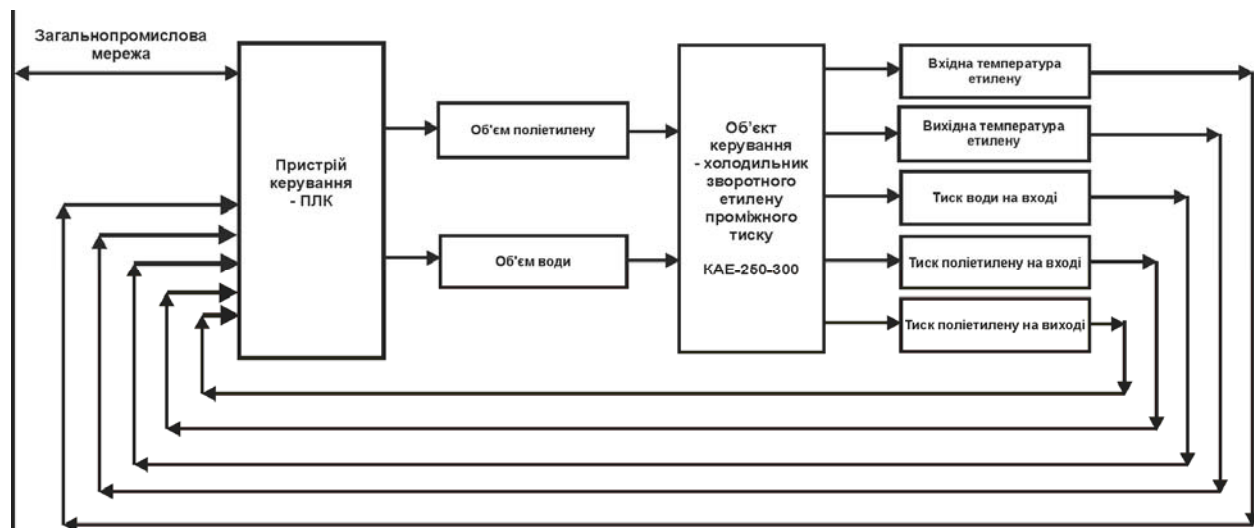 Загальнопромислова
мережа
Пристрій
керування
- ПЛК
Об'єм поліетилену
Об'єм води
Об'єкт
керування
- холодильник
зворотного
етилену
проміжного
тиску
КАЕ-250-300
Вхідна температура
етилену
Вихідна температура
етилену
Тиск води на вході
Тиск поліетилену на вході
Тиск поліетилену на виході